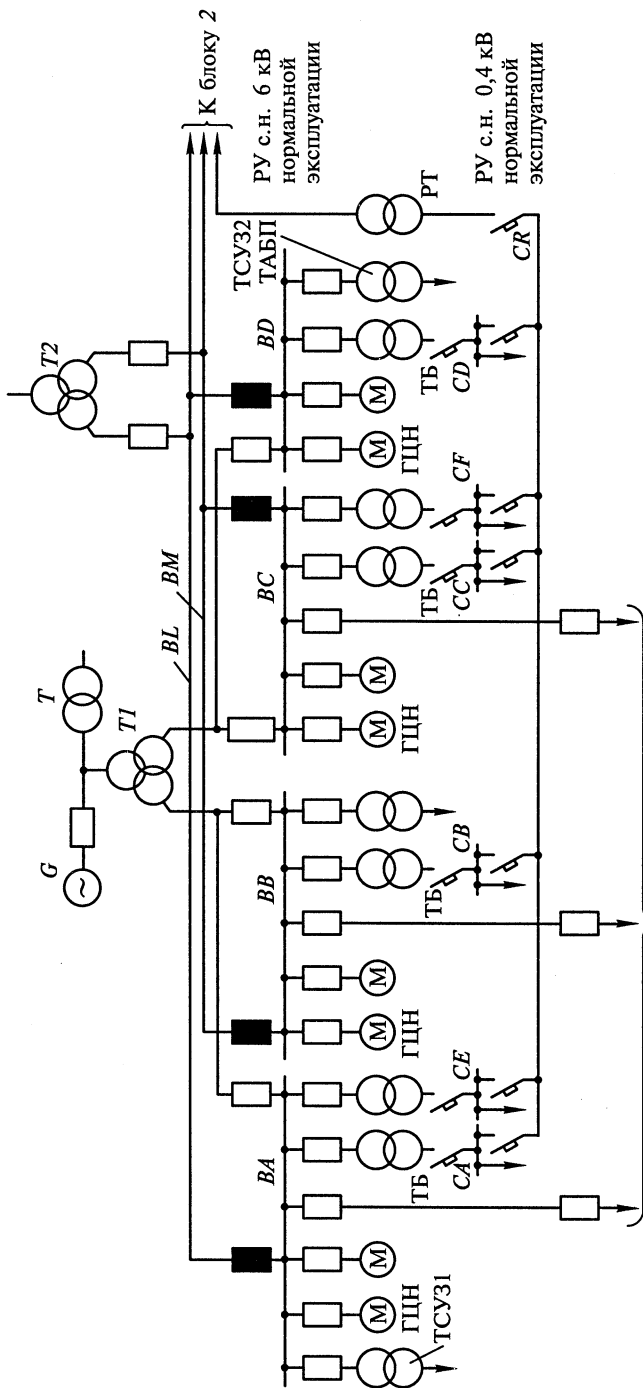 G
~
T
T1
T2
BL
BM
К блоку 2
РУ с.н. 6 кВ
нормальной
эксплуатации
BA
BB
BC
BD
ТСУЗ2
ТАБП
ТСУЗ1
ГЦН
М
М
ГЦН
М
М
ГЦН
М
М
ГЦН
М
М
РТ
ТБ
CA
CE
ТБ
CB
ТБ
CC
CF
ТБ
CD
CR
РУ с.н. 0,4 кВ
нормальной
эксплуатации